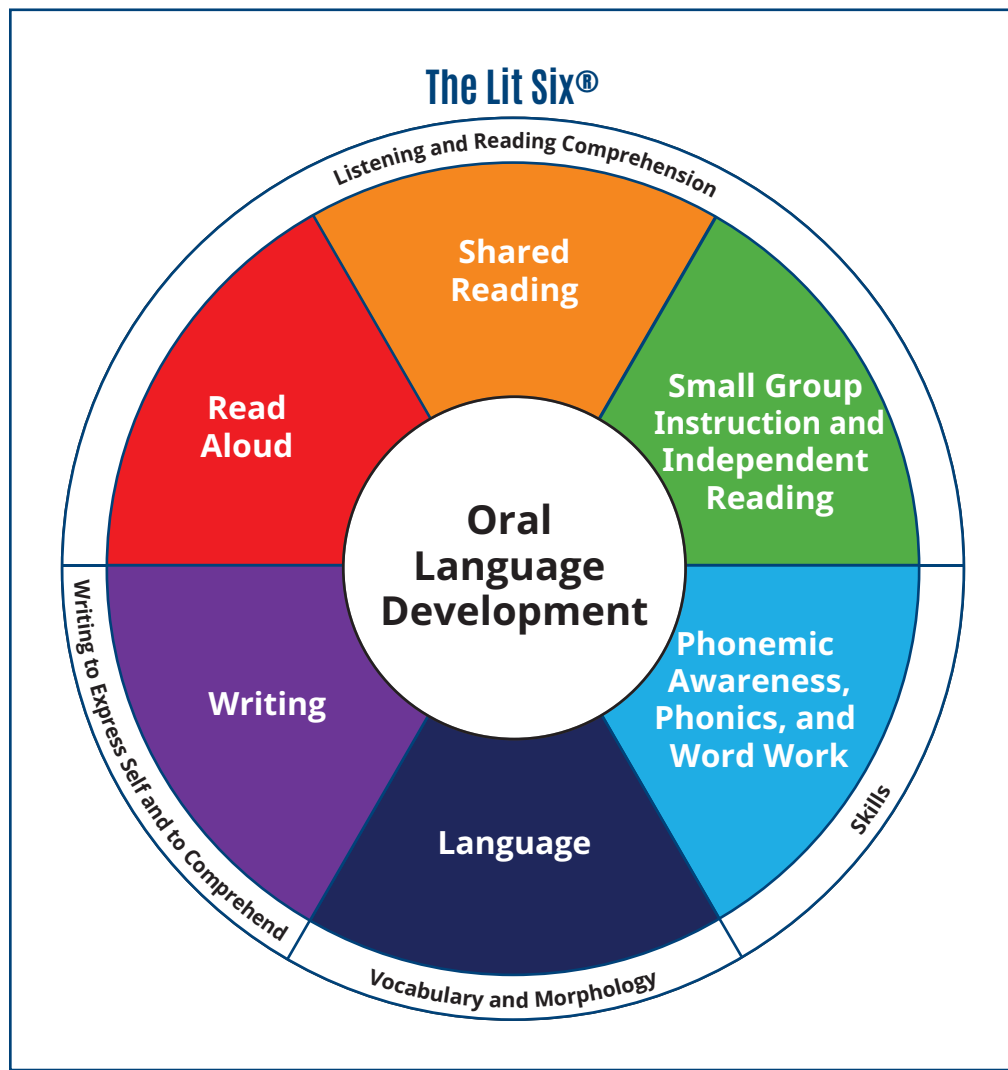 The Lit Six®
Listening and Reading Comprehension
Shared
Reading
Read
Aloud
Small Group
Instruction and
Independent
Reading
Oral
Language
Development
Writing
Phonemic
Awareness,
Phonics, and
Word Work
Language
Writing to Express Self and to Comprehend
Skills
Vocabulary and Morphology